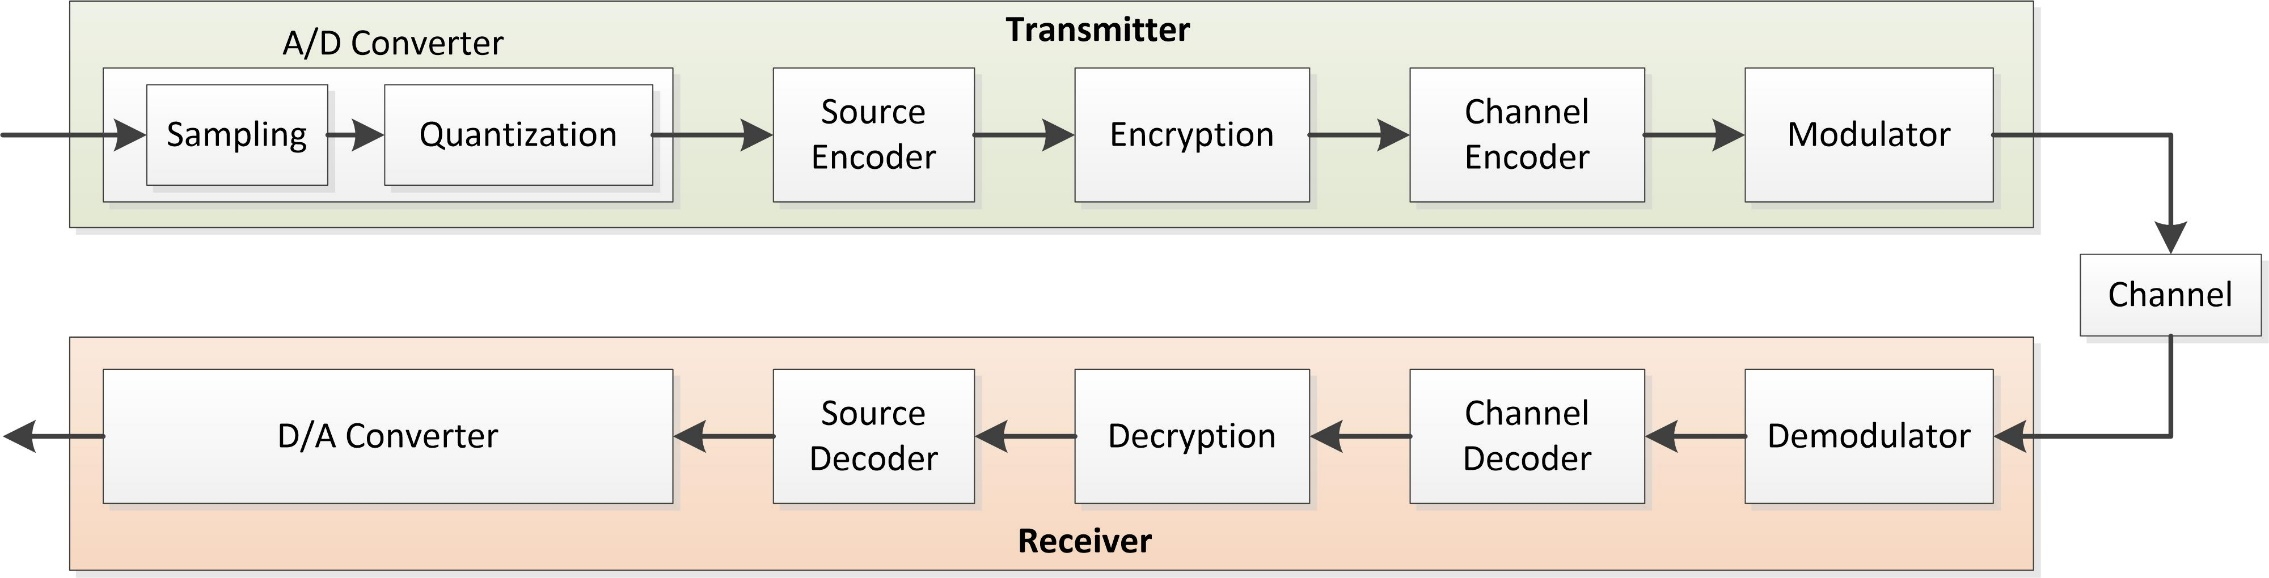 Transmitter
A/D Converter
Sampling
Quantization
Source
Encoder
Encryption
Channel
Encoder
Modulator
Channel
D/A Converter
Source
Decoder
Decryption
Channel
Decoder
Demodulator
Receiver